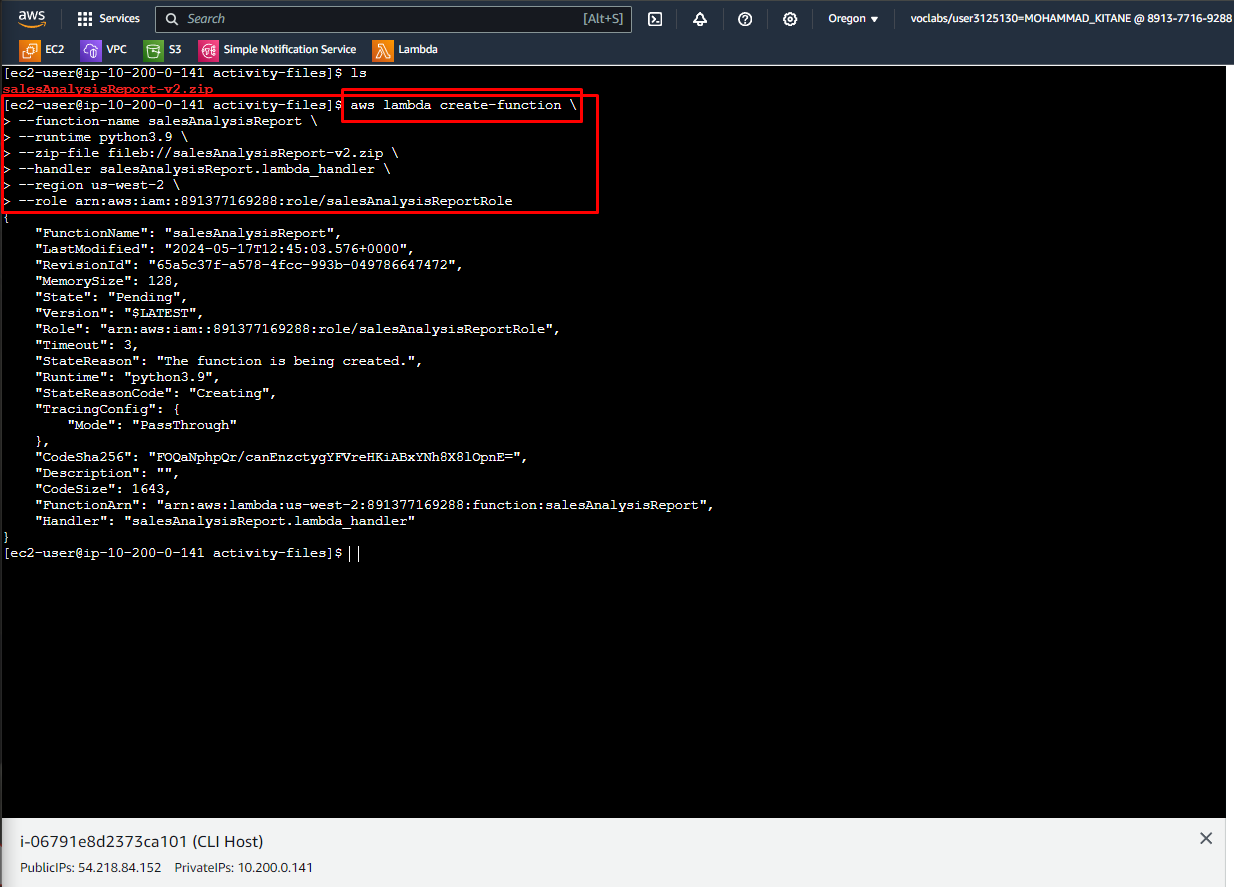 aws Services Search [Alt+S] Oregon ▼ voclabs/user3125130=MOHAMMAD_KITANE @ 8913-7716-9288
EC2 VPC S3 Simple Notification Service Lambda
[ec2-user@ip-10-200-0-141 activity-files]$ ls
salesAnalysisReport-v2.zip
[ec2-user@ip-10-200-0-141 activity-files]$ aws lambda create-function \
> --function-name salesAnalysisReport \
> --runtime python3.9 \
> --zip-file fileb://salesAnalysisReport-v2.zip \
> --handler salesAnalysisReport.lambda_handler \
> --region us-west-2 \
> --role arn:aws:iam::891377169288:role/salesAnalysisReportRole
{
    "FunctionName": "salesAnalysisReport",
    "LastModified": "2024-05-17T12:45:03.576+0000",
    "RevisionId": "65a5c37f-a578-4fcc-993b-049786647472",
    "MemorySize": 128,
    "State": "Pending",
    "Version": "$LATEST",
    "Role": "arn:aws:iam::891377169288:role/salesAnalysisReportRole",
    "Timeout": 3,
    "StateReason": "The function is being created.",
    "Runtime": "python3.9",
    "StateReasonCode": "Creating",
    "TracingConfig": {
        "Mode": "PassThrough"
    },
    "CodeSha256": "FOQaNphpQr/canEnzctygYFVreHKiABxYNh8X8lOpnE=",
    "Description": "",
    "CodeSize": 1643,
    "FunctionArn": "arn:aws:lambda:us-west-2:891377169288:function:salesAnalysisReport",
    "Handler": "salesAnalysisReport.lambda_handler"
}
[ec2-user@ip-10-200-0-141 activity-files]$
i-06791e8d2373ca101 (CLI Host)
PublicIPs: 54.218.84.152 PrivateIPs: 10.200.0.141